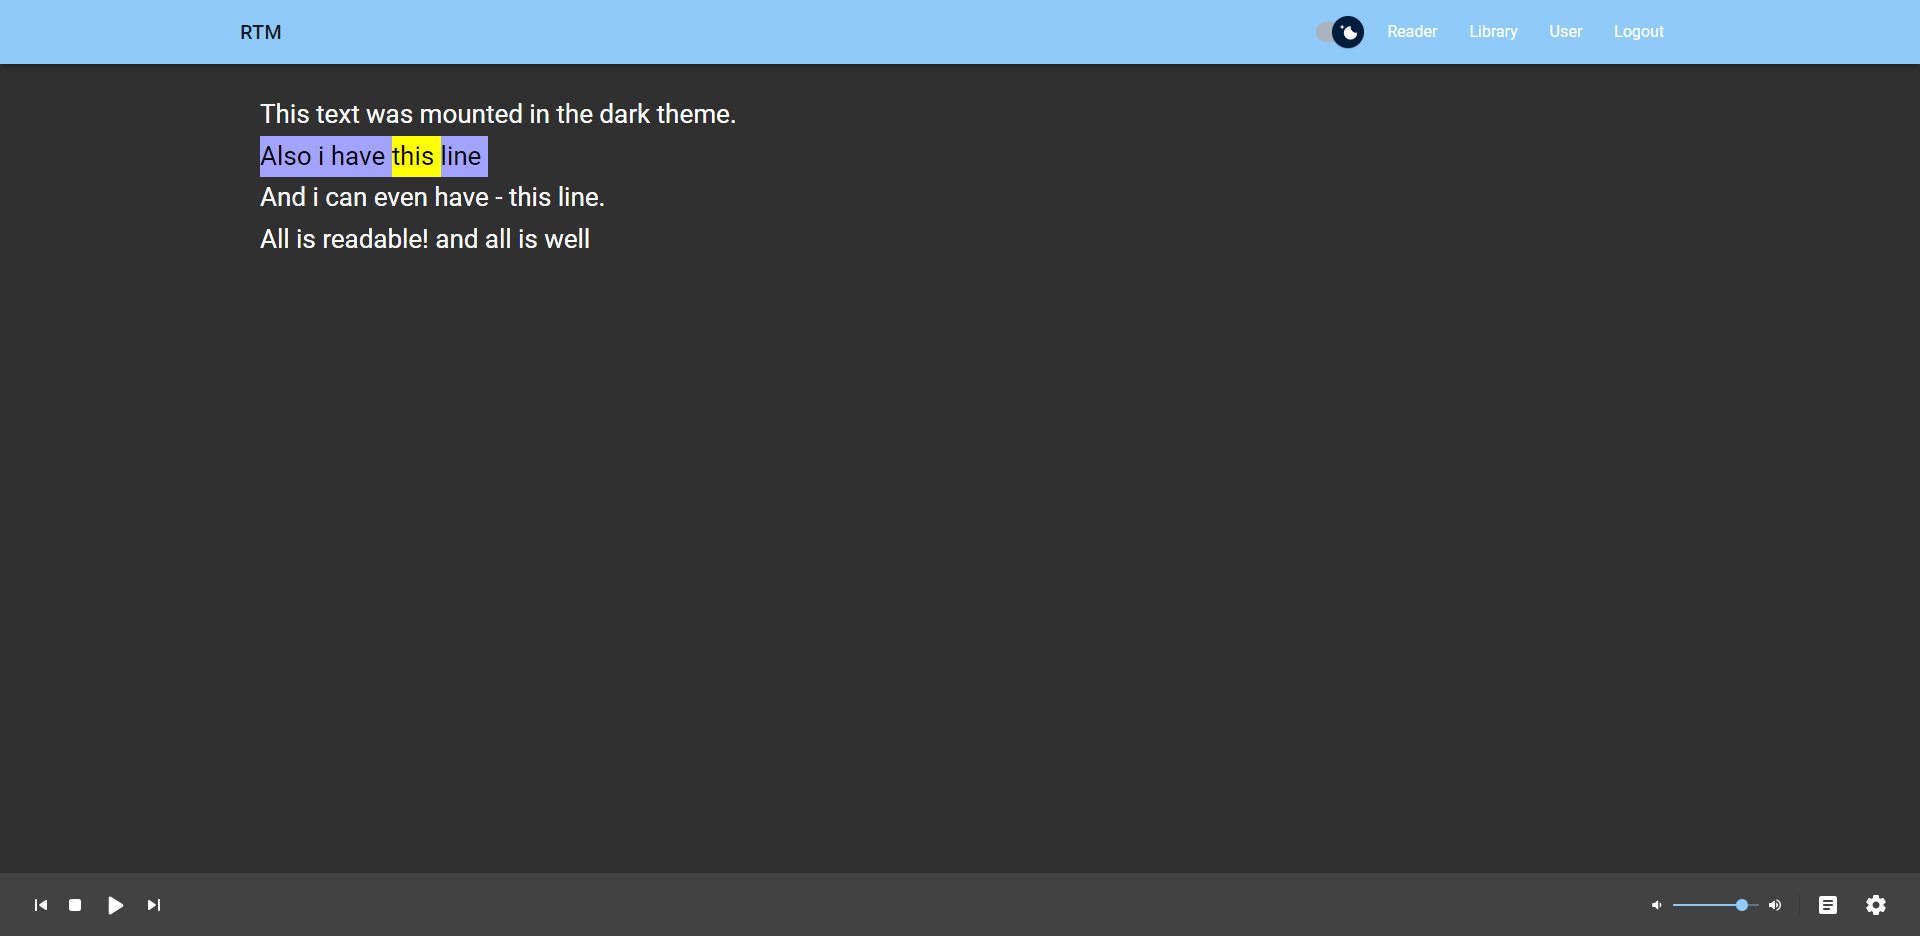 RTM
Reader Library User Logout
This text was mounted in the dark theme.
Also i have this line
And i can even have - this line.
All is readable! and all is well